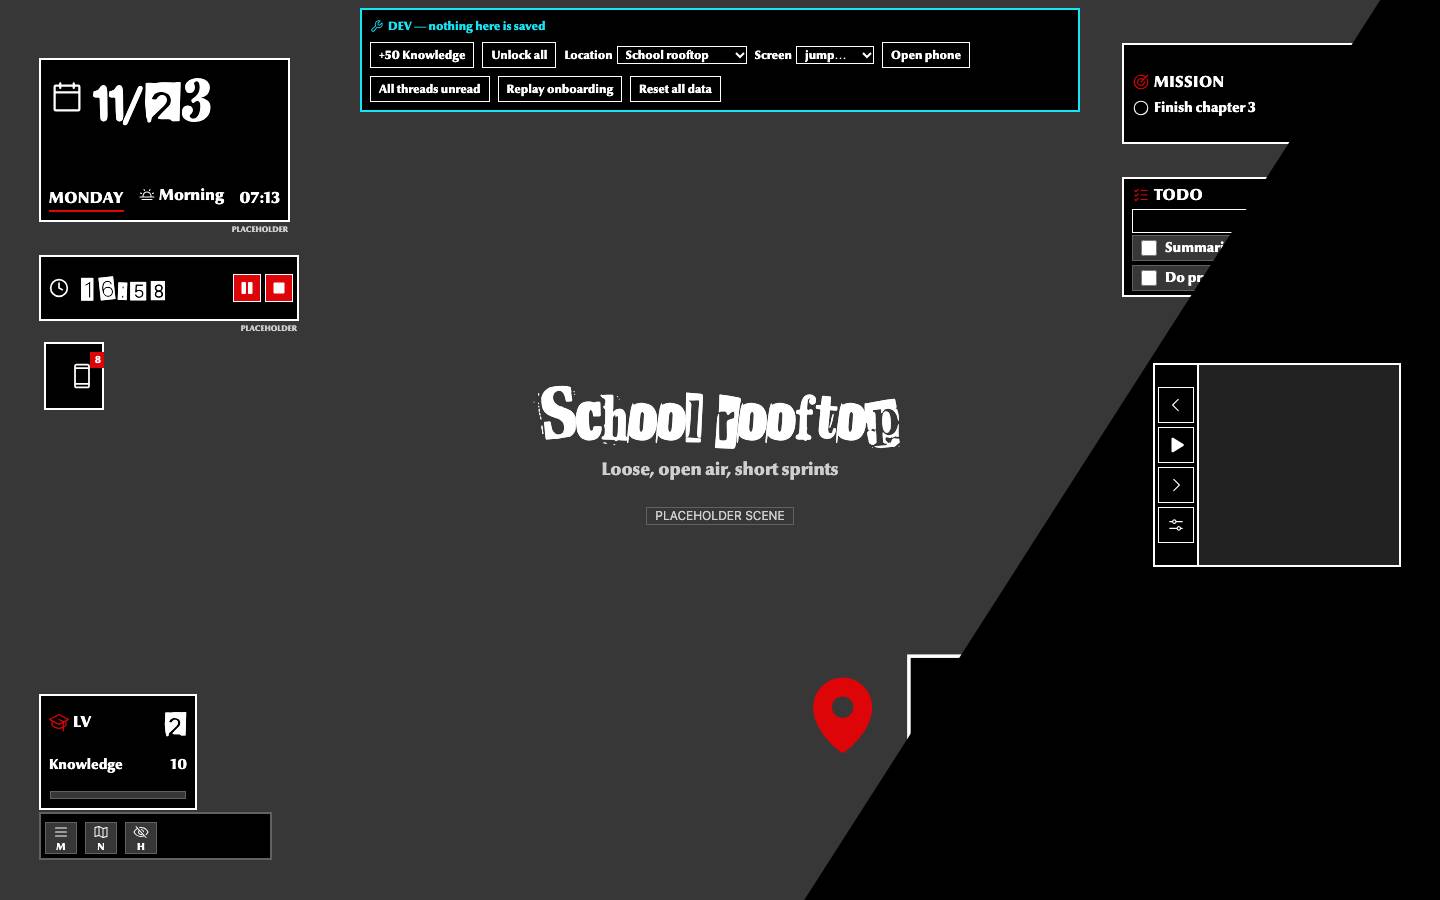 DEV — nothing here is saved
+50 Knowledge Unlock all Location School rooftop Screen jump... Open phone
All threads unread Replay onboarding Reset all data
11/23
MONDAY Morning 07:13
PLACEHOLDER
16:58
PLACEHOLDER
8
MISSION
Finish chapter 3
TODO
School rooftop
Loose, open air, short sprints
PLACEHOLDER SCENE
LV 2
Knowledge 10
M N H